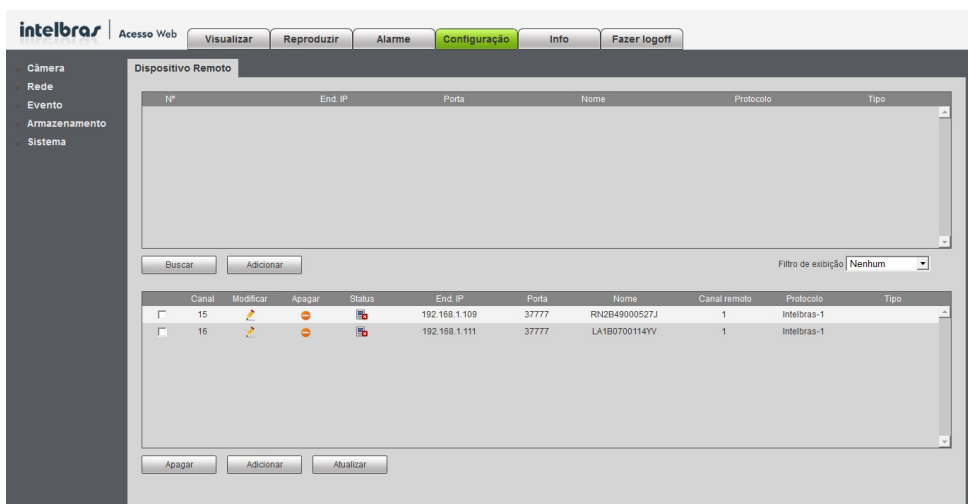 intelbras Acesso Web Visualizar Reproduzir Alarme Configuração Info Fazer logoff
Câmera
Rede
Evento
Armazenamento
Sistema
Dispositivo Remoto
Nº End. IP Porta Nome Protocolo Tipo
Buscar Adicionar Filtro de exibição Nenhum
Canal Modificar Apagar Status End. IP Porta Nome Canal remoto Protocolo Tipo
15 192.168.1.109 37777 RN2B49000527J 1 Intelbras-1
16 192.168.1.111 37777 LA1B0700114YV 1 Intelbras-1
Apagar Adicionar Atualizar